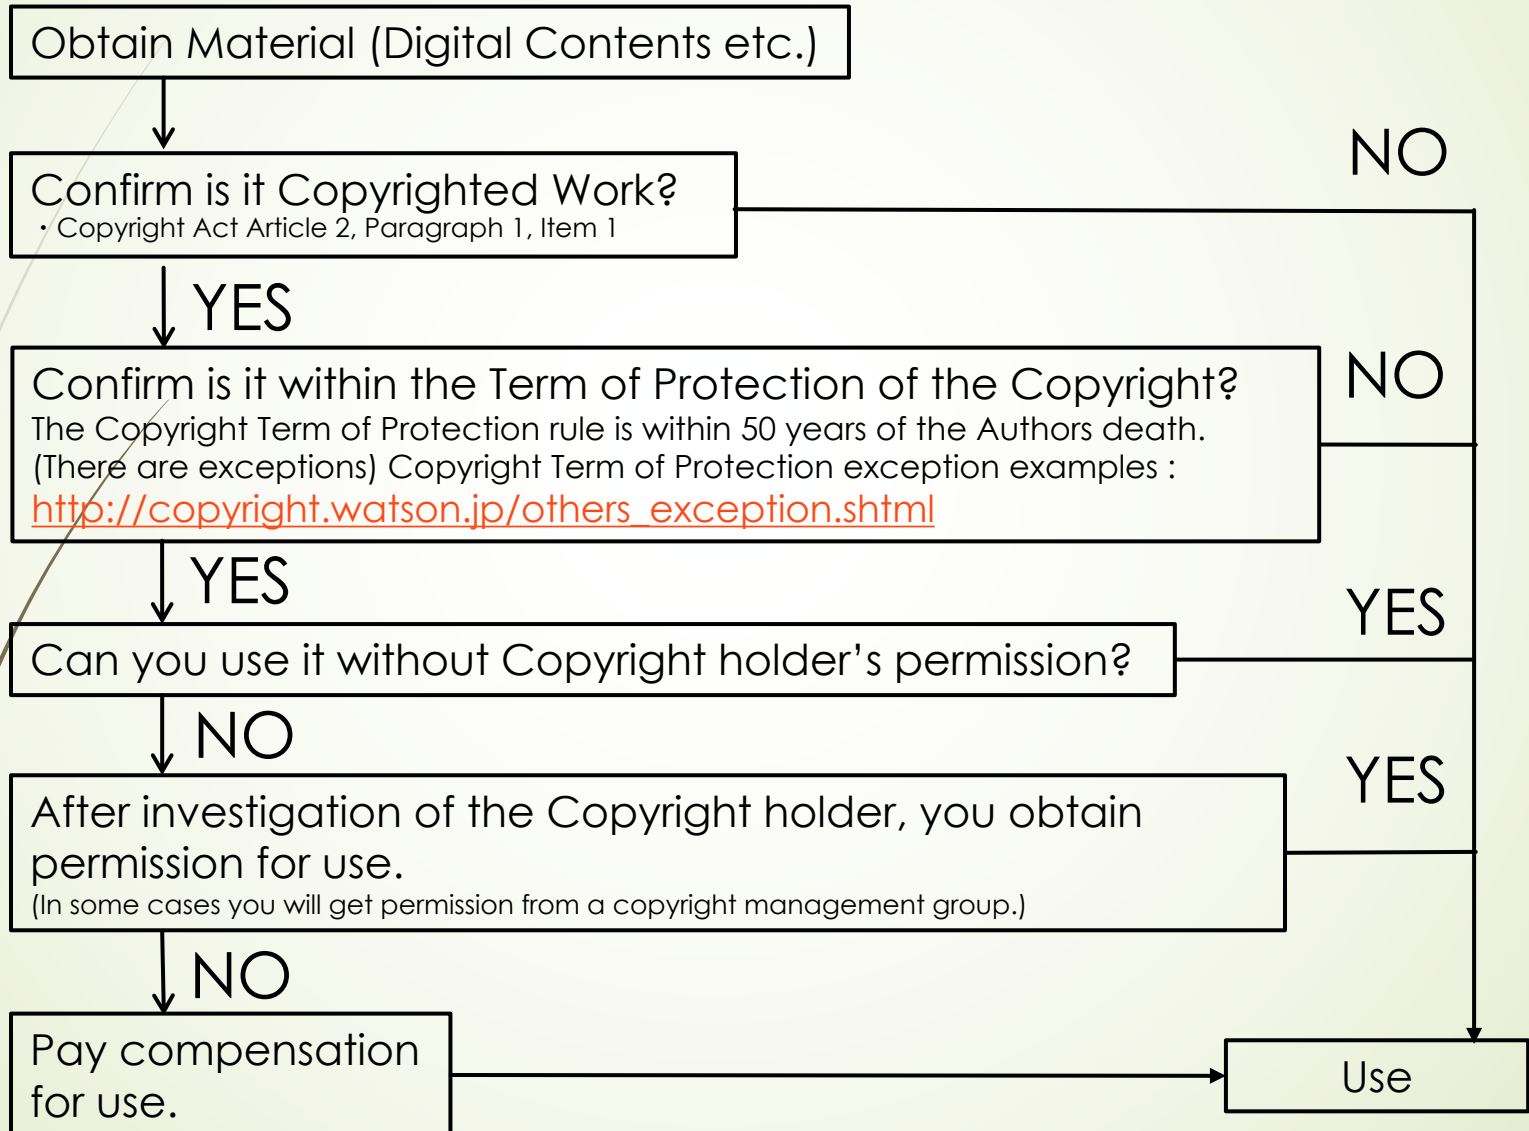 Obtain Material (Digital Contents etc.)
NO
Confirm is it Copyrighted Work?
・Copyright Act Article 2, Paragraph 1, Item 1
YES
Confirm is it within the Term of Protection of the Copyright?
NO
The Copyright Term of Protection rule is within 50 years of the Authors death.
(There are exceptions) Copyright Term of Protection exception examples :
http://copyright.watson.jp/others_exception.shtml
YES
YES
Can you use it without Copyright holder’s permission?
NO
YES
After investigation of the Copyright holder, you obtain
permission for use.
(In some cases you will get permission from a copyright management group.)
NO
Pay compensation
for use.
Use